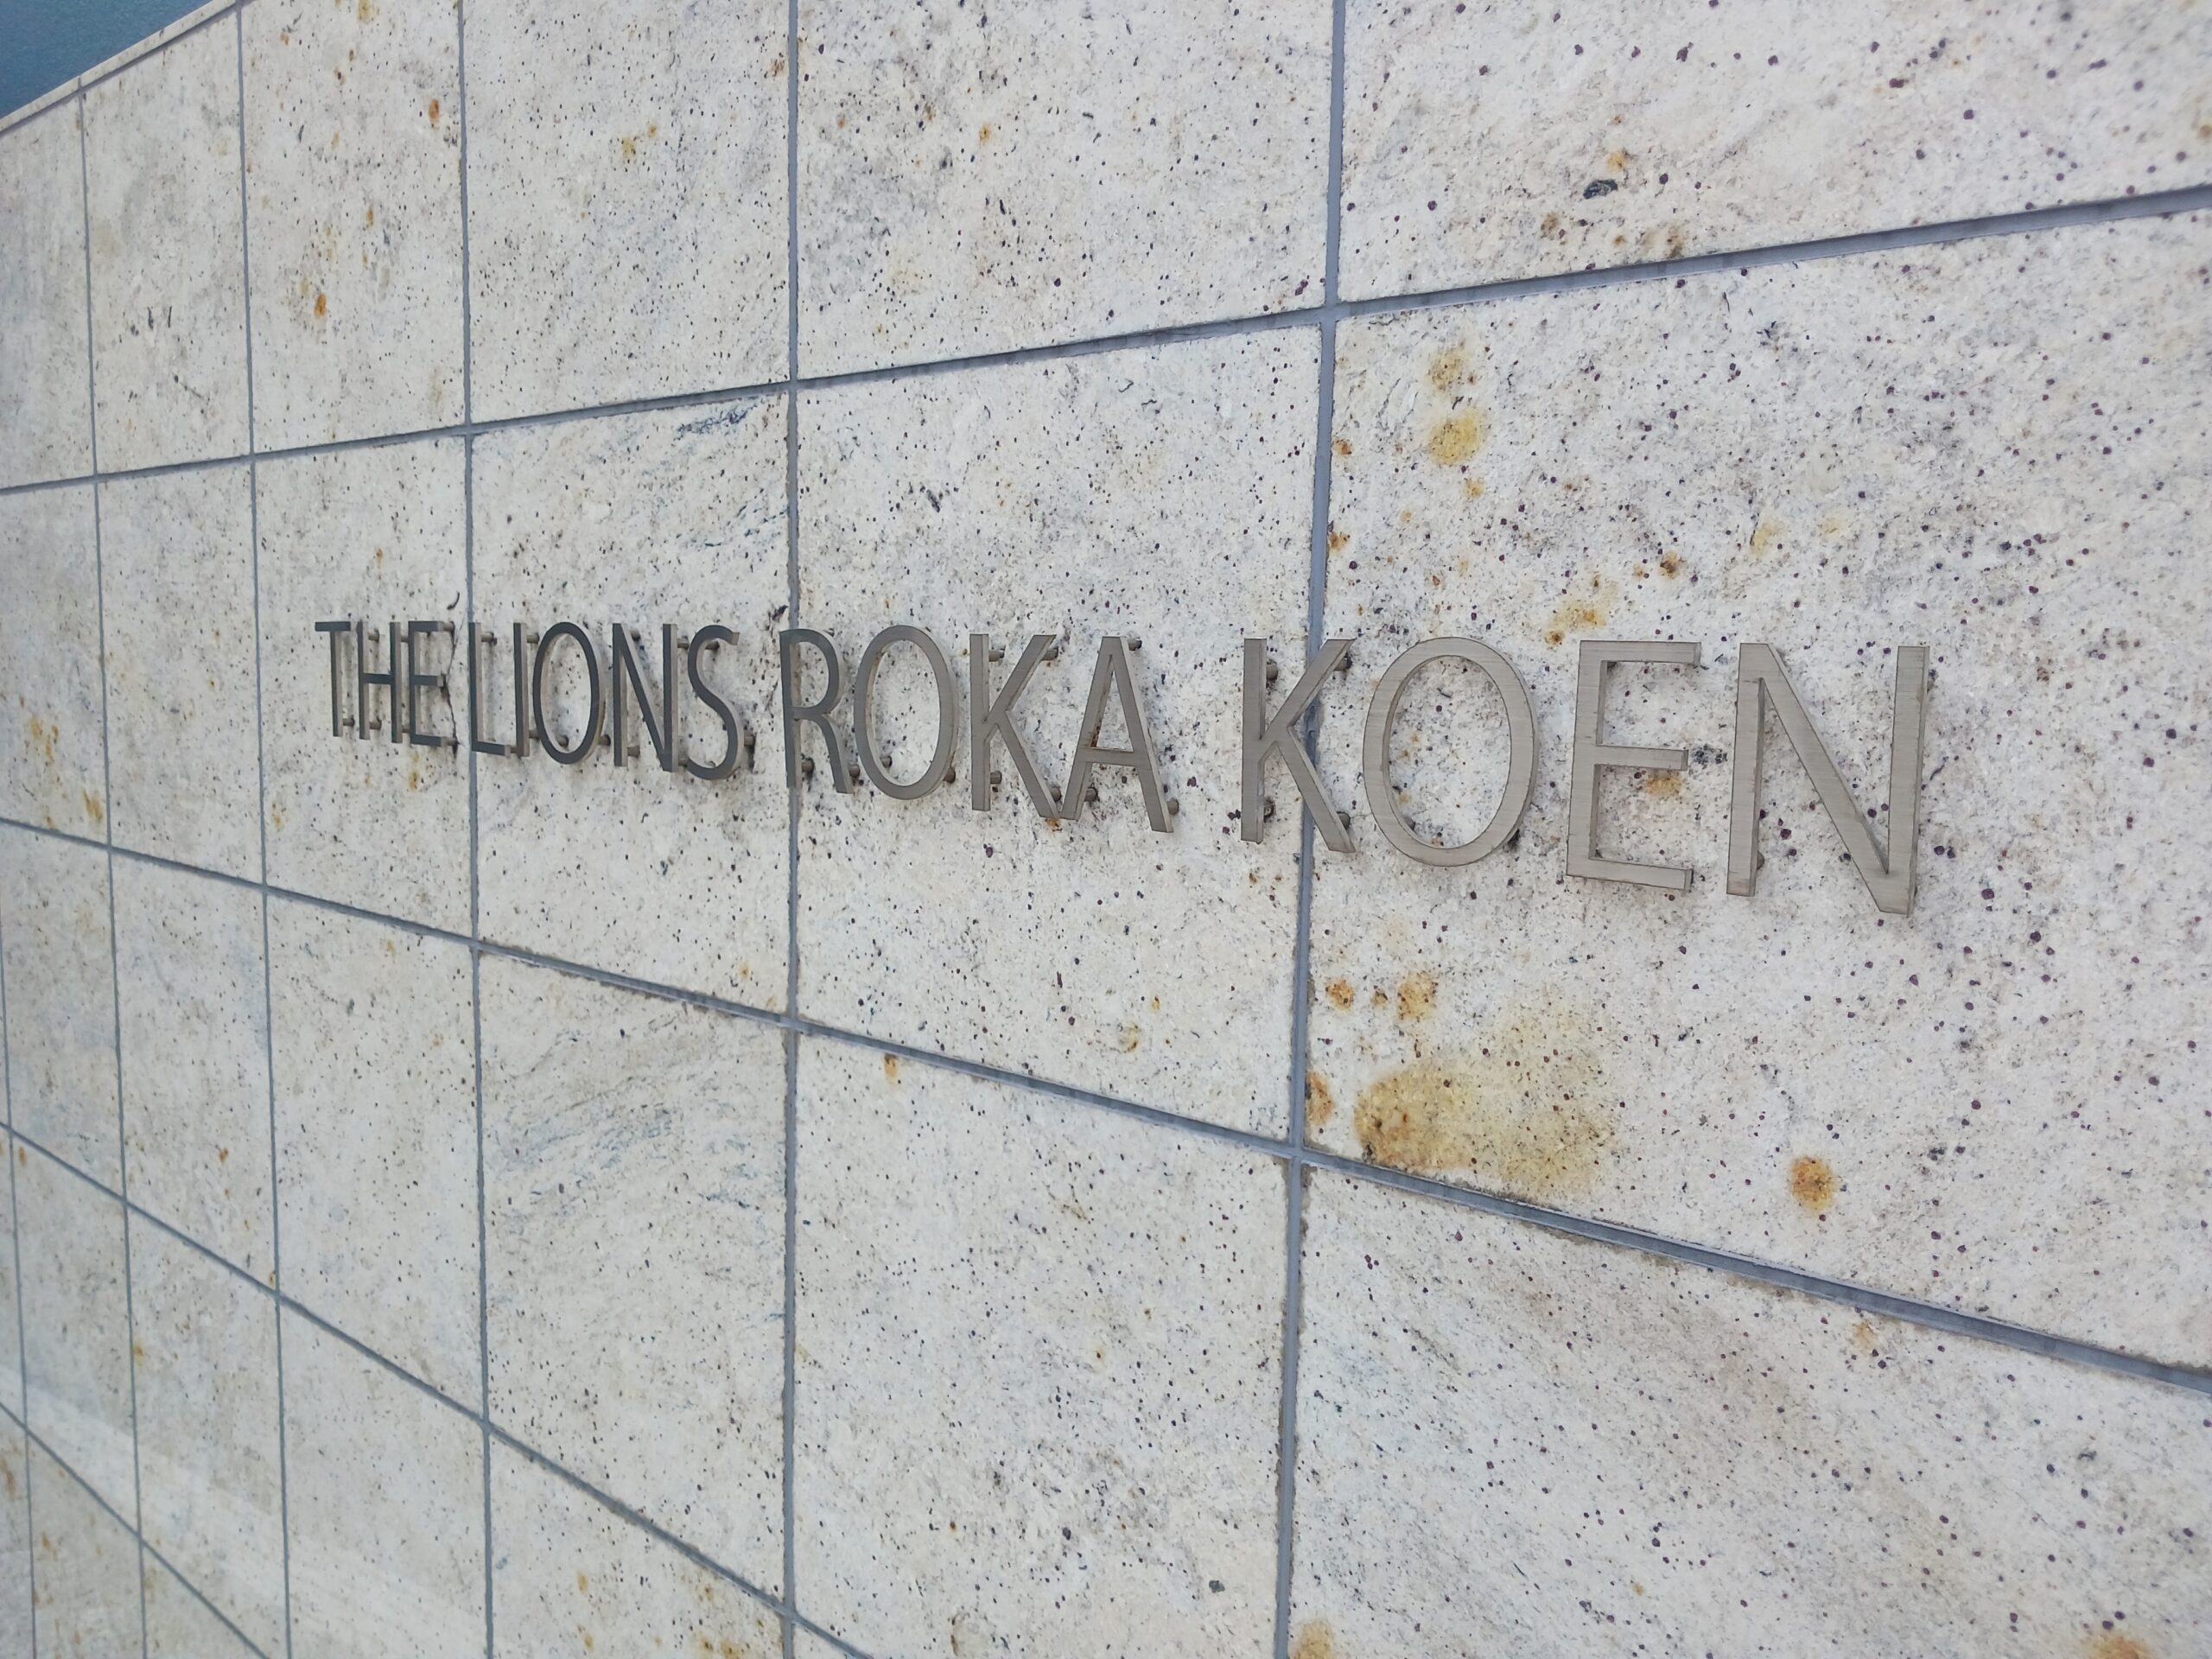 THE LIONS ROKA KOEN